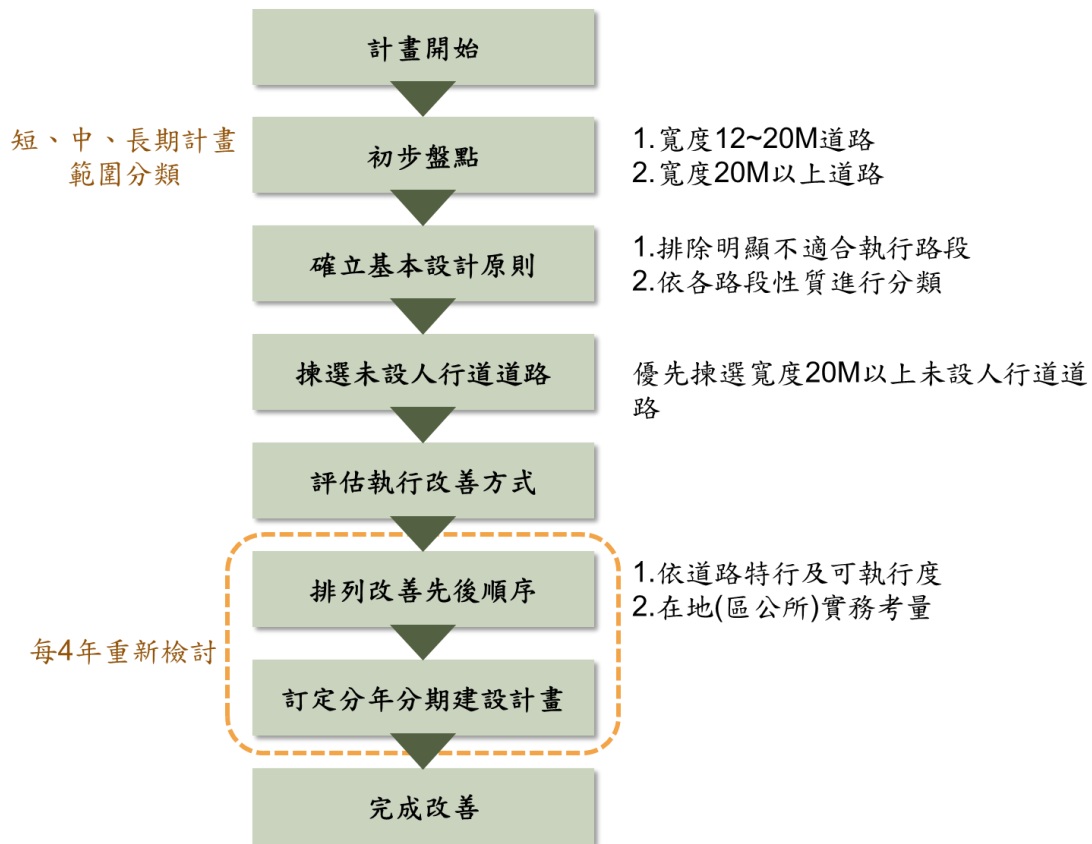 計畫開始
短、中、長期計畫
範圍分類
初步盤點
1.寬度12~20M道路
2.寬度20M以上道路
確立基本設計原則
1.排除明顯不適合執行路段
2.依各路段性質進行分類
揀選未設人行道道路
優先揀選寬度20M以上未設人行道道
路
評估執行改善方式
排列改善先後順序
1.依道路特行及可執行度
2.在地(區公所)實務考量
每4年重新檢討
訂定分年分期建設計畫
完成改善